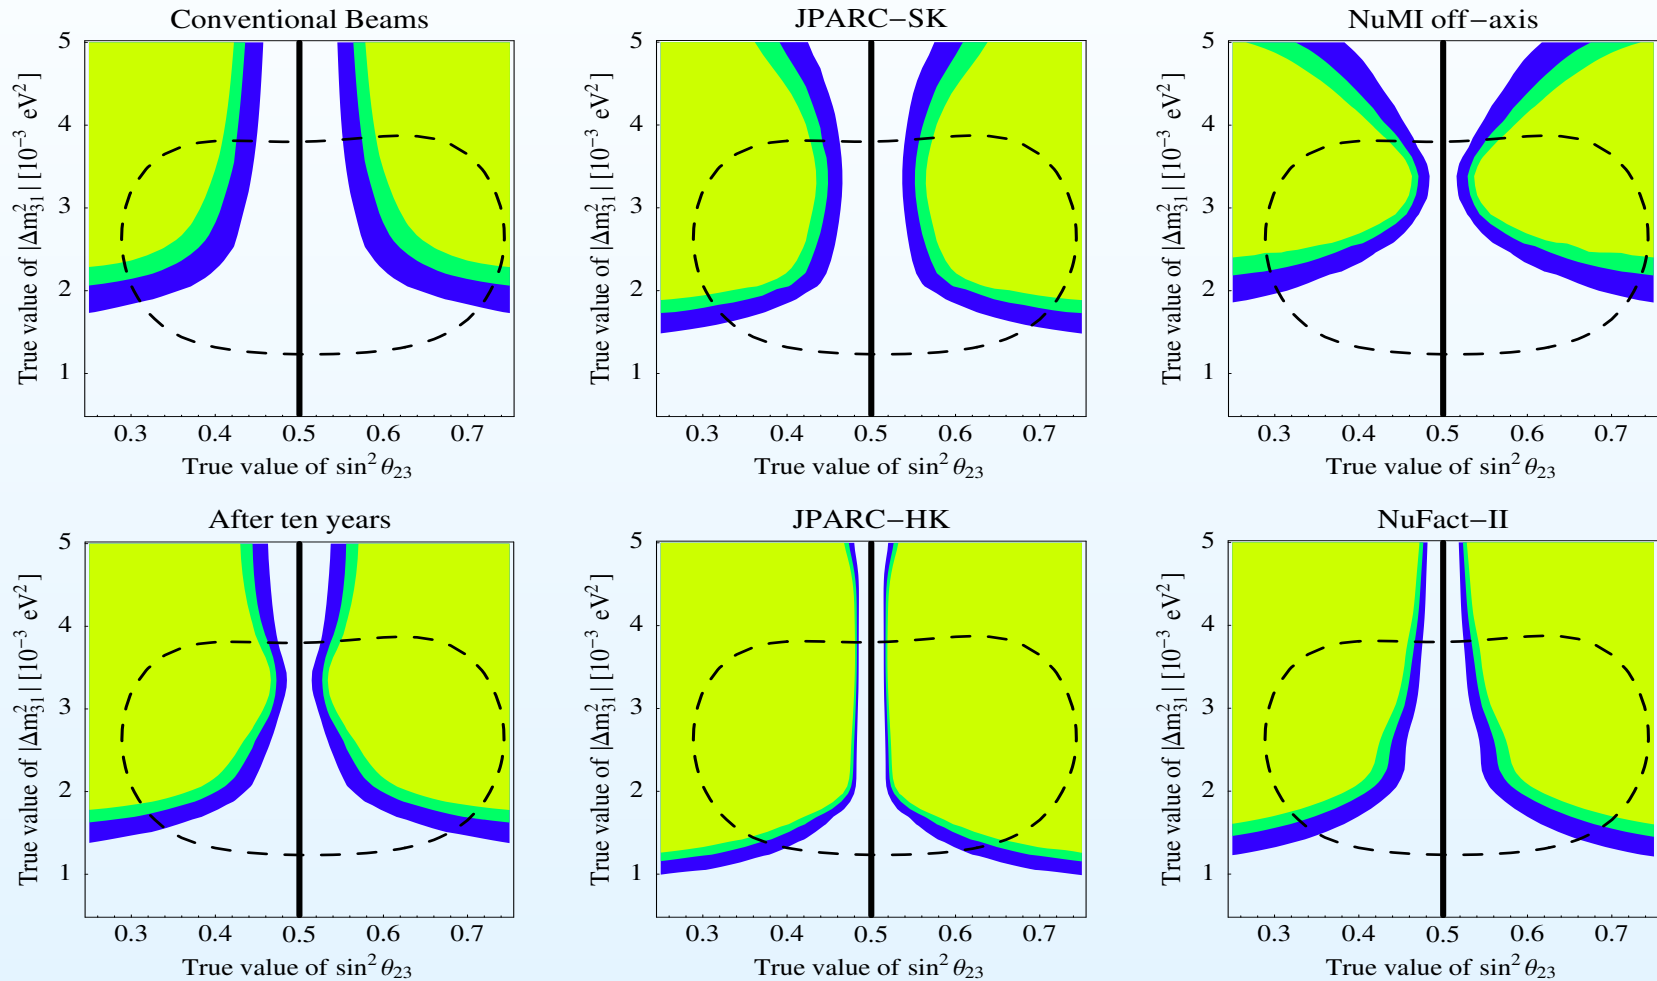 Conventional Beams
True value of |Δm²₃₁| [10⁻³ eV²]
5
4
3
2
1
0.3 0.4 0.5 0.6 0.7
True value of sin² θ₂₃
JPARC−SK
True value of |Δm²₃₁| [10⁻³ eV²]
5
4
3
2
1
0.3 0.4 0.5 0.6 0.7
True value of sin² θ₂₃
NuMI off−axis
True value of |Δm²₃₁| [10⁻³ eV²]
5
4
3
2
1
0.3 0.4 0.5 0.6 0.7
True value of sin² θ₂₃
After ten years
True value of |Δm²₃₁| [10⁻³ eV²]
5
4
3
2
1
0.3 0.4 0.5 0.6 0.7
True value of sin² θ₂₃
JPARC−HK
True value of |Δm²₃₁| [10⁻³ eV²]
5
4
3
2
1
0.3 0.4 0.5 0.6 0.7
True value of sin² θ₂₃
NuFact−II
True value of |Δm²₃₁| [10⁻³ eV²]
5
4
3
2
1
0.3 0.4 0.5 0.6 0.7
True value of sin² θ₂₃